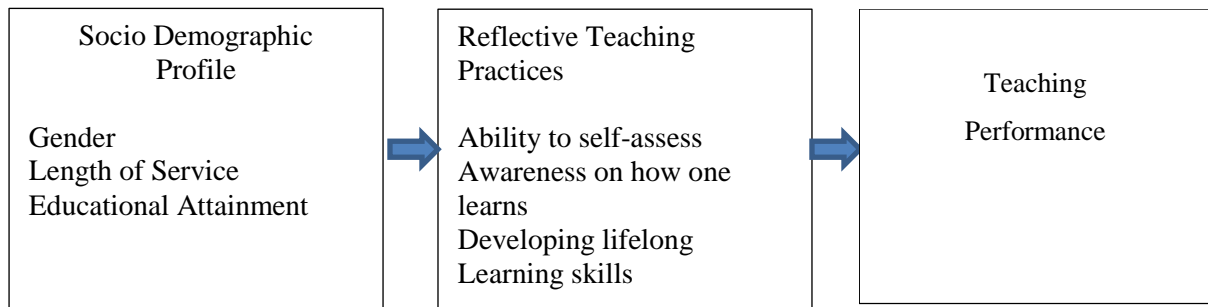 Socio Demographic
Profile
Gender
Length of Service
Educational Attainment
Reflective Teaching
Practices
Ability to self-assess
Awareness on how one
learns
Developing lifelong
Learning skills
Teaching
Performance